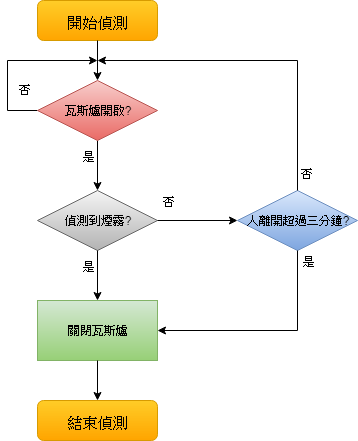 開始偵測
否
瓦斯爐開啟?
是
偵測到煙霧?
否
人離開超過三分鐘?
否
是
是
關閉瓦斯爐
結束偵測